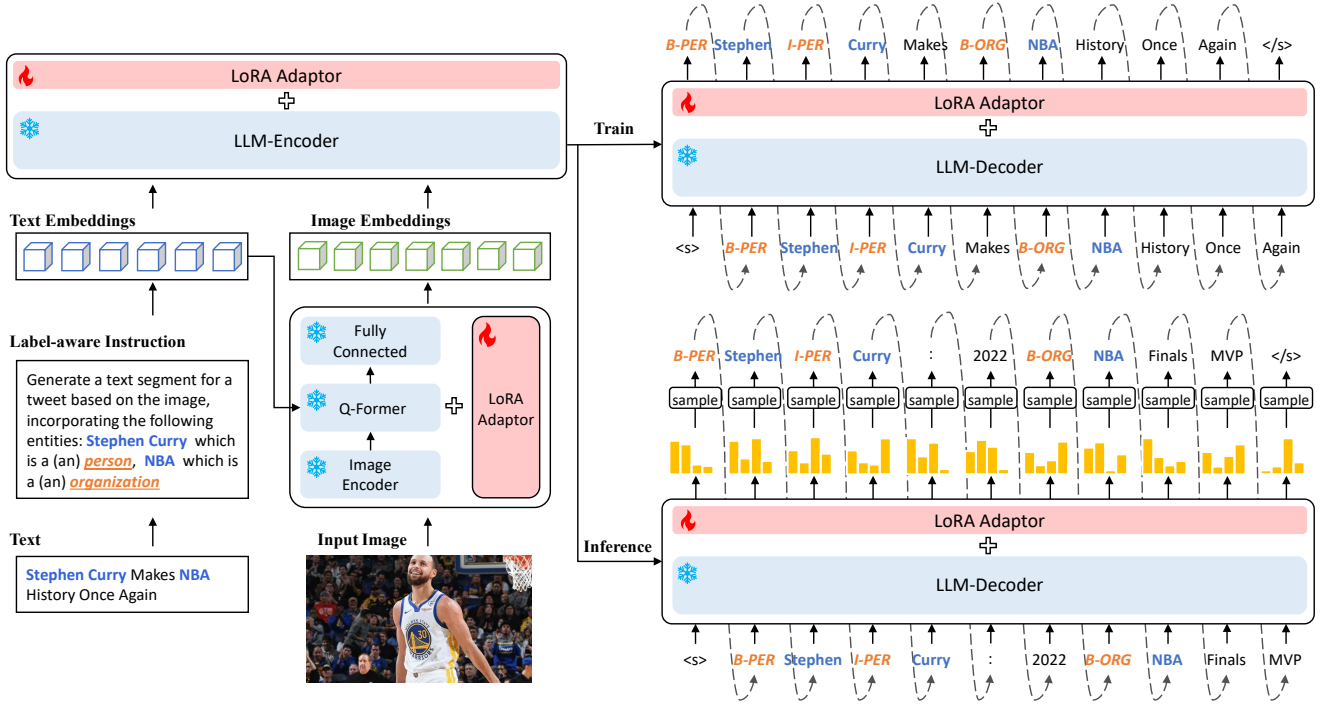 LoRA Adaptor
LLM-Encoder
Text Embeddings
Image Embeddings
Label-aware Instruction
Generate a text segment for a
tweet based on the image,
incorporating the following
entities: Stephen Curry which
is a (an) person, NBA which is
a (an) organization
Text
Stephen Curry Makes NBA
History Once Again
Fully
Connected
Q-Former
Image
Encoder
LoRA
Adaptor
Input Image
30
WARRIORS
Train
Inference
B-PER Stephen I-PER Curry Makes B-ORG NBA History Once Again </s>
LoRA Adaptor
LLM-Decoder
<s> B-PER Stephen I-PER Curry Makes B-ORG NBA History Once Again
B-PER Stephen I-PER Curry : 2022 B-ORG NBA Finals MVP </s>
sample sample sample sample sample sample sample sample sample sample sample
LoRA Adaptor
LLM-Decoder
<s> B-PER Stephen I-PER Curry : 2022 B-ORG NBA Finals MVP